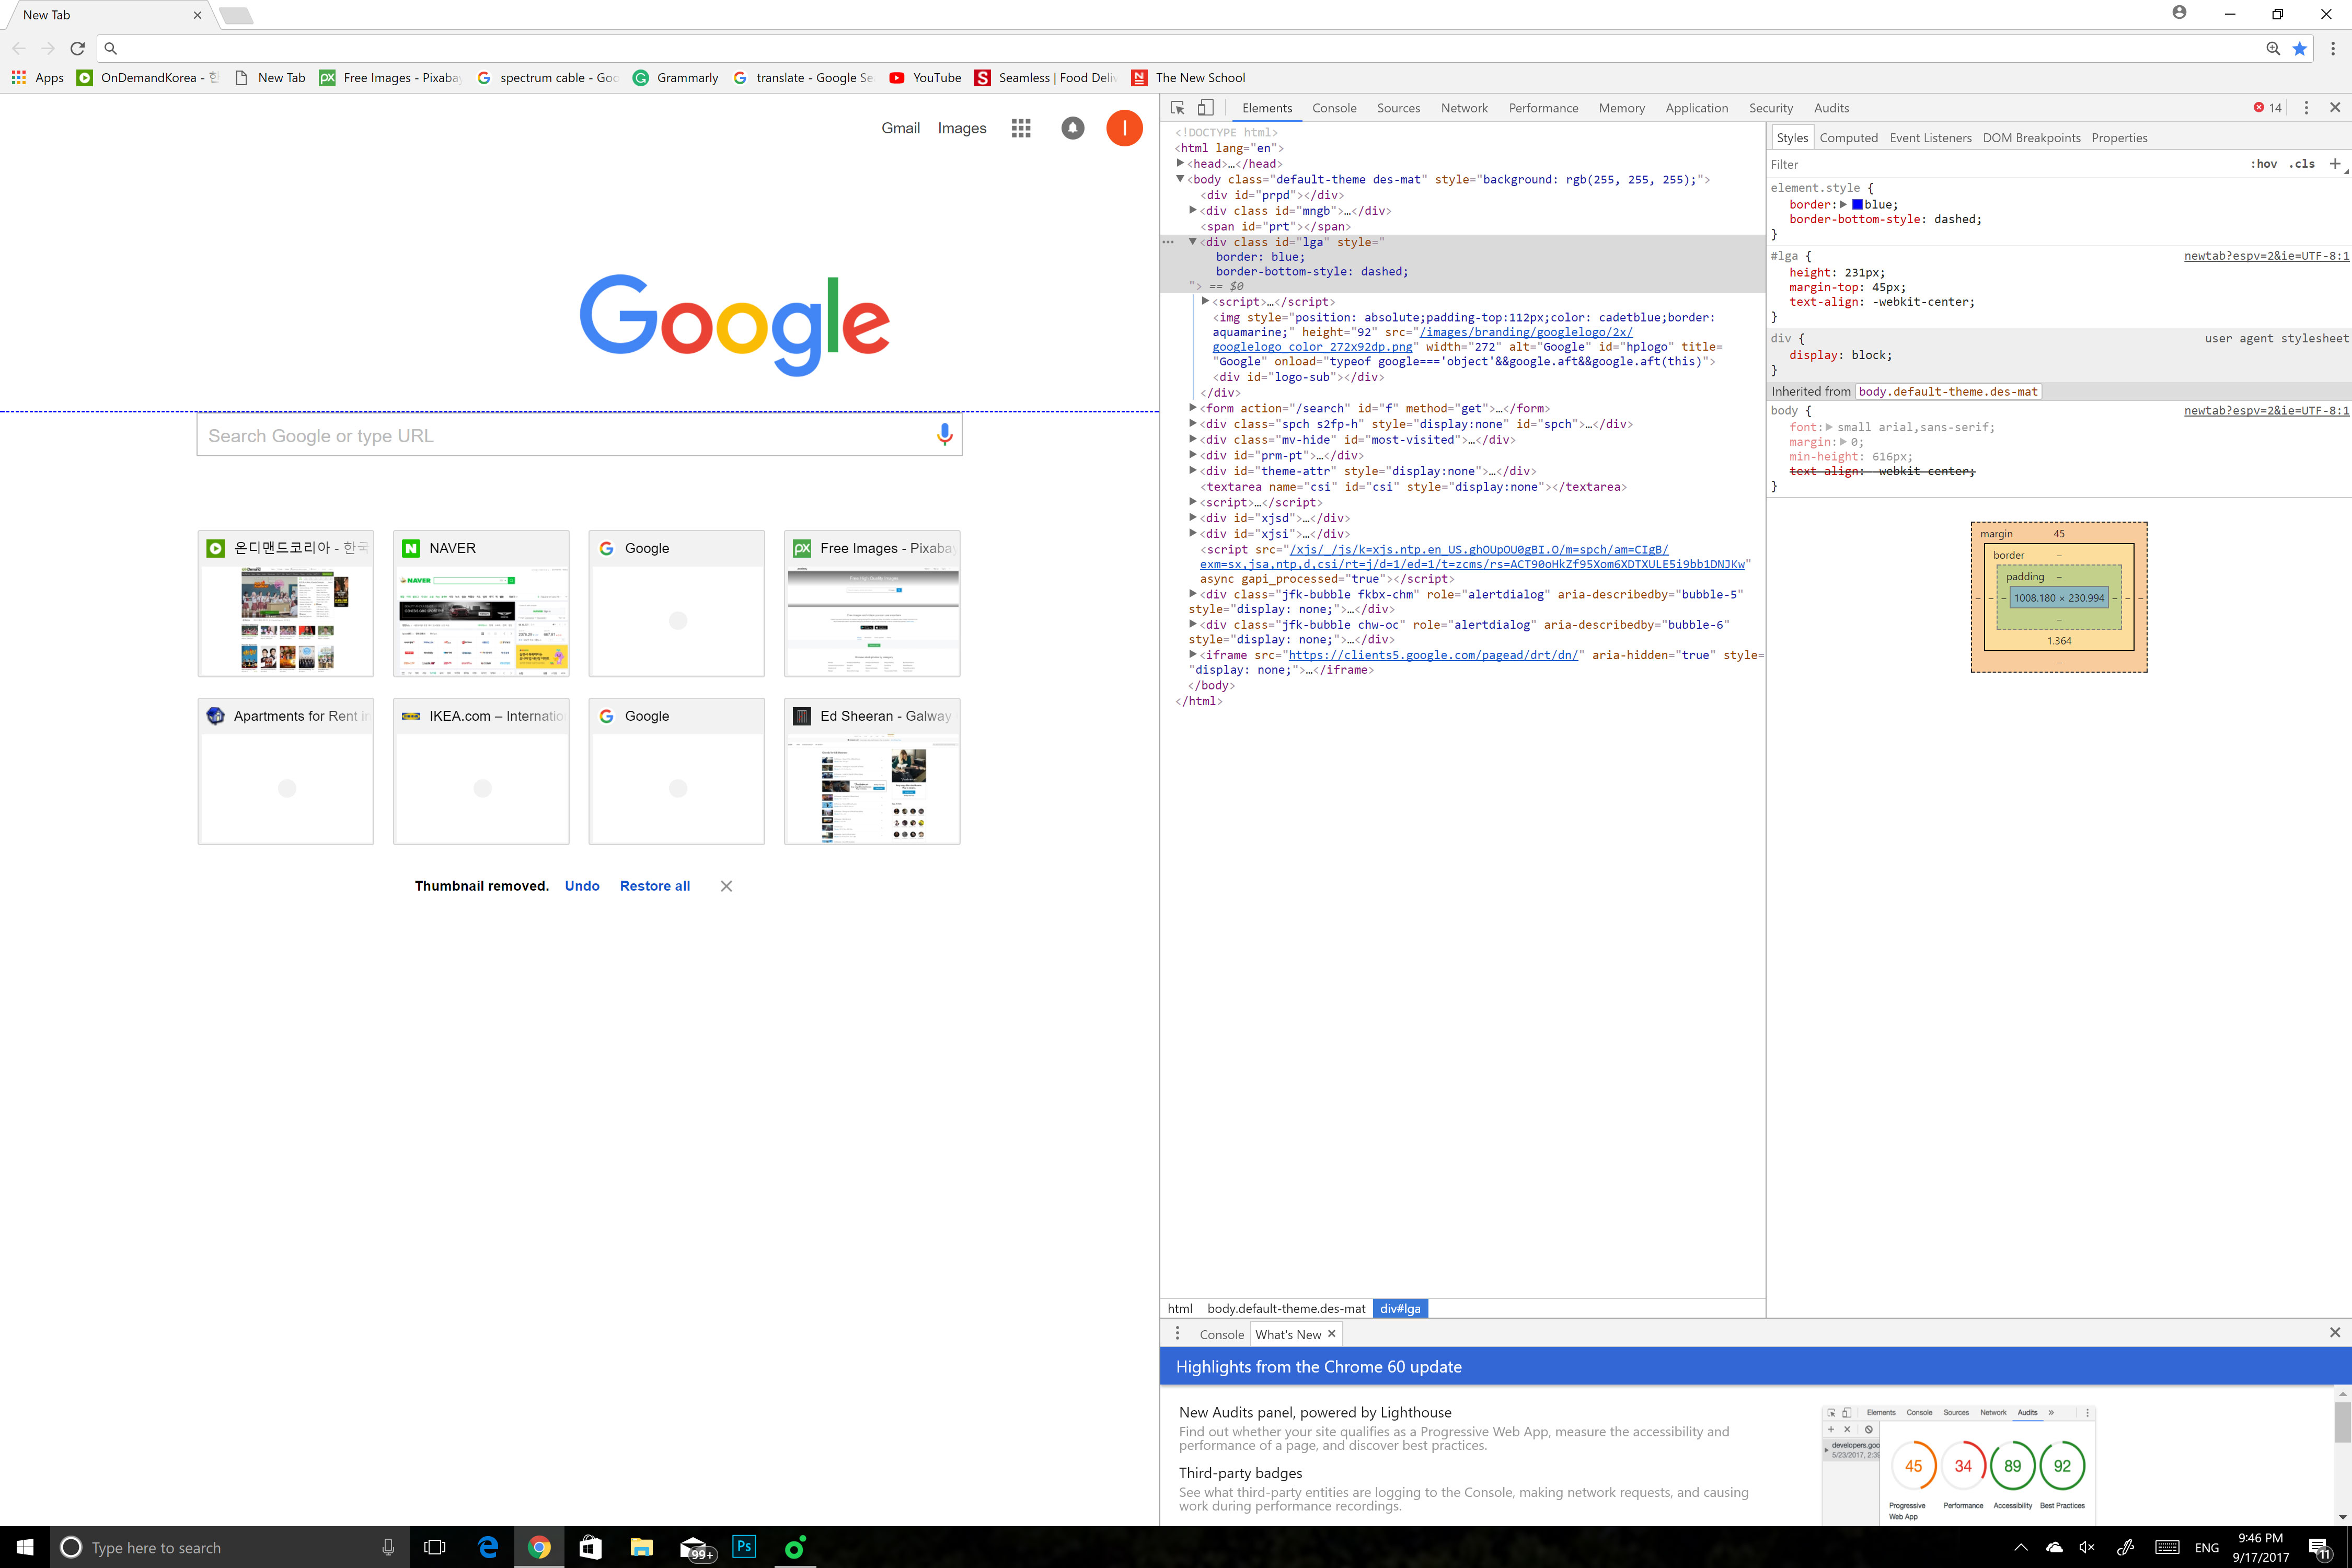 New Tab
Apps
OnDemandKorea - 한
New Tab
Free Images - Pixabay
spectrum cable - Goo
Grammarly
translate - Google Se
YouTube
Seamless | Food Deliv
The New School
Gmail
Images
I
Google
Search Google or type URL
온디맨드코리아 - 한국
NAVER
Google
Free Images - Pixabay
Apartments for Rent in
IKEA.com – Internatio
Google
Ed Sheeran - Galway
Thumbnail removed.
Undo
Restore all
Elements
Console
Sources
Network
Performance
Memory
Application
Security
Audits
14
<!DOCTYPE html>
<html lang="en">
<head>…</head>
<body class="default-theme des-mat" style="background: rgb(255, 255, 255);">
<div id="prpd"></div>
<div class id="mngb">…</div>
<span id="prt"></span>
<div class id="lga" style="
border: blue;
border-bottom-style: dashed;
"> == $0
<script>…</script>
<img style="position: absolute;padding-top:112px;color: cadetblue;border:
aquamarine;" height="92" src="/images/branding/googlelogo/2x/
googlelogo_color_272x92dp.png" width="272" alt="Google" id="hplogo" title=
"Google" onload="typeof google==='object'&&google.aft&&google.aft(this)">
<div id="logo-sub"></div>
</div>
<form action="/search" id="f" method="get">…</form>
<div class="spch s2fp-h" style="display:none" id="spch">…</div>
<div class="mv-hide" id="most-visited">…</div>
<div id="prm-pt">…</div>
<div id="theme-attr" style="display:none">…</div>
<textarea name="csi" id="csi" style="display:none"></textarea>
<script>…</script>
<div id="xjsd">…</div>
<div id="xjsi">…</div>
<script src="/xjs/_/js/k=xjs.ntp.en_US.ghOUpOU0gBI.O/m=spch/am=CIgB/
exm=sx,jsa,ntp,d,csi/rt=j/d=1/ed=1/t=zcms/rs=ACT90oHkZf95Xom6XDTXULE5i9bb1DNJKw"
async gapi_processed="true"></script>
<div class="jfk-bubble fkbx-chm" role="alertdialog" aria-describedby="bubble-5"
style="display: none;">…</div>
<div class="jfk-bubble chw-oc" role="alertdialog" aria-describedby="bubble-6"
style="display: none;">…</div>
<iframe src="https://clients5.google.com/pagead/drt/dn/" aria-hidden="true" style=
"display: none;">…</iframe>
</body>
</html>
html
body.default-theme.des-mat
div#lga
Styles
Computed
Event Listeners
DOM Breakpoints
Properties
Filter
:hov
.cls
element.style {
border: blue;
border-bottom-style: dashed;
}
#lga {
newtab?espv=2&ie=UTF-8:1
height: 231px;
margin-top: 45px;
text-align: -webkit-center;
}
div {
user agent stylesheet
display: block;
}
Inherited from body.default-theme.des-mat
body {
newtab?espv=2&ie=UTF-8:1
font: small arial,sans-serif;
margin: 0;
min-height: 616px;
text-align: -webkit-center;
}
margin
45
border
–
padding
–
1008.180 × 230.994
–
1.364
–
Console
What's New
Highlights from the Chrome 60 update
New Audits panel, powered by Lighthouse
Find out whether your site qualifies as a Progressive Web App, measure the accessibility and
performance of a page, and discover best practices.
Third-party badges
See what third-party entities are logging to the Console, making network requests, and causing
work during performance recordings.
Elements
Console
Sources
Network
Audits
developers.goo
45
34
89
92
Progressive
Web App
Performance
Accessibility
Best Practices
Type here to search
99+
Ps
ENG
9:46 PM
9/17/2017
11